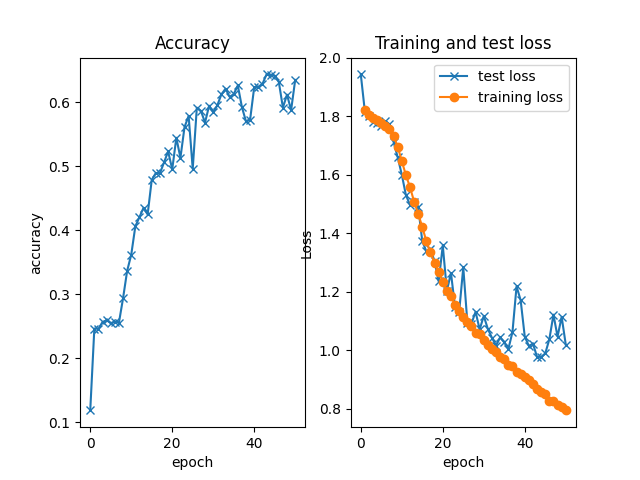 Accuracy
0.6
0.5
0.4
0.3
0.2
0.1
accuracy
0
20
40
epoch
Training and test loss
2.0
1.8
1.6
1.4
1.2
1.0
0.8
Loss
test loss
training loss
0
20
40
epoch